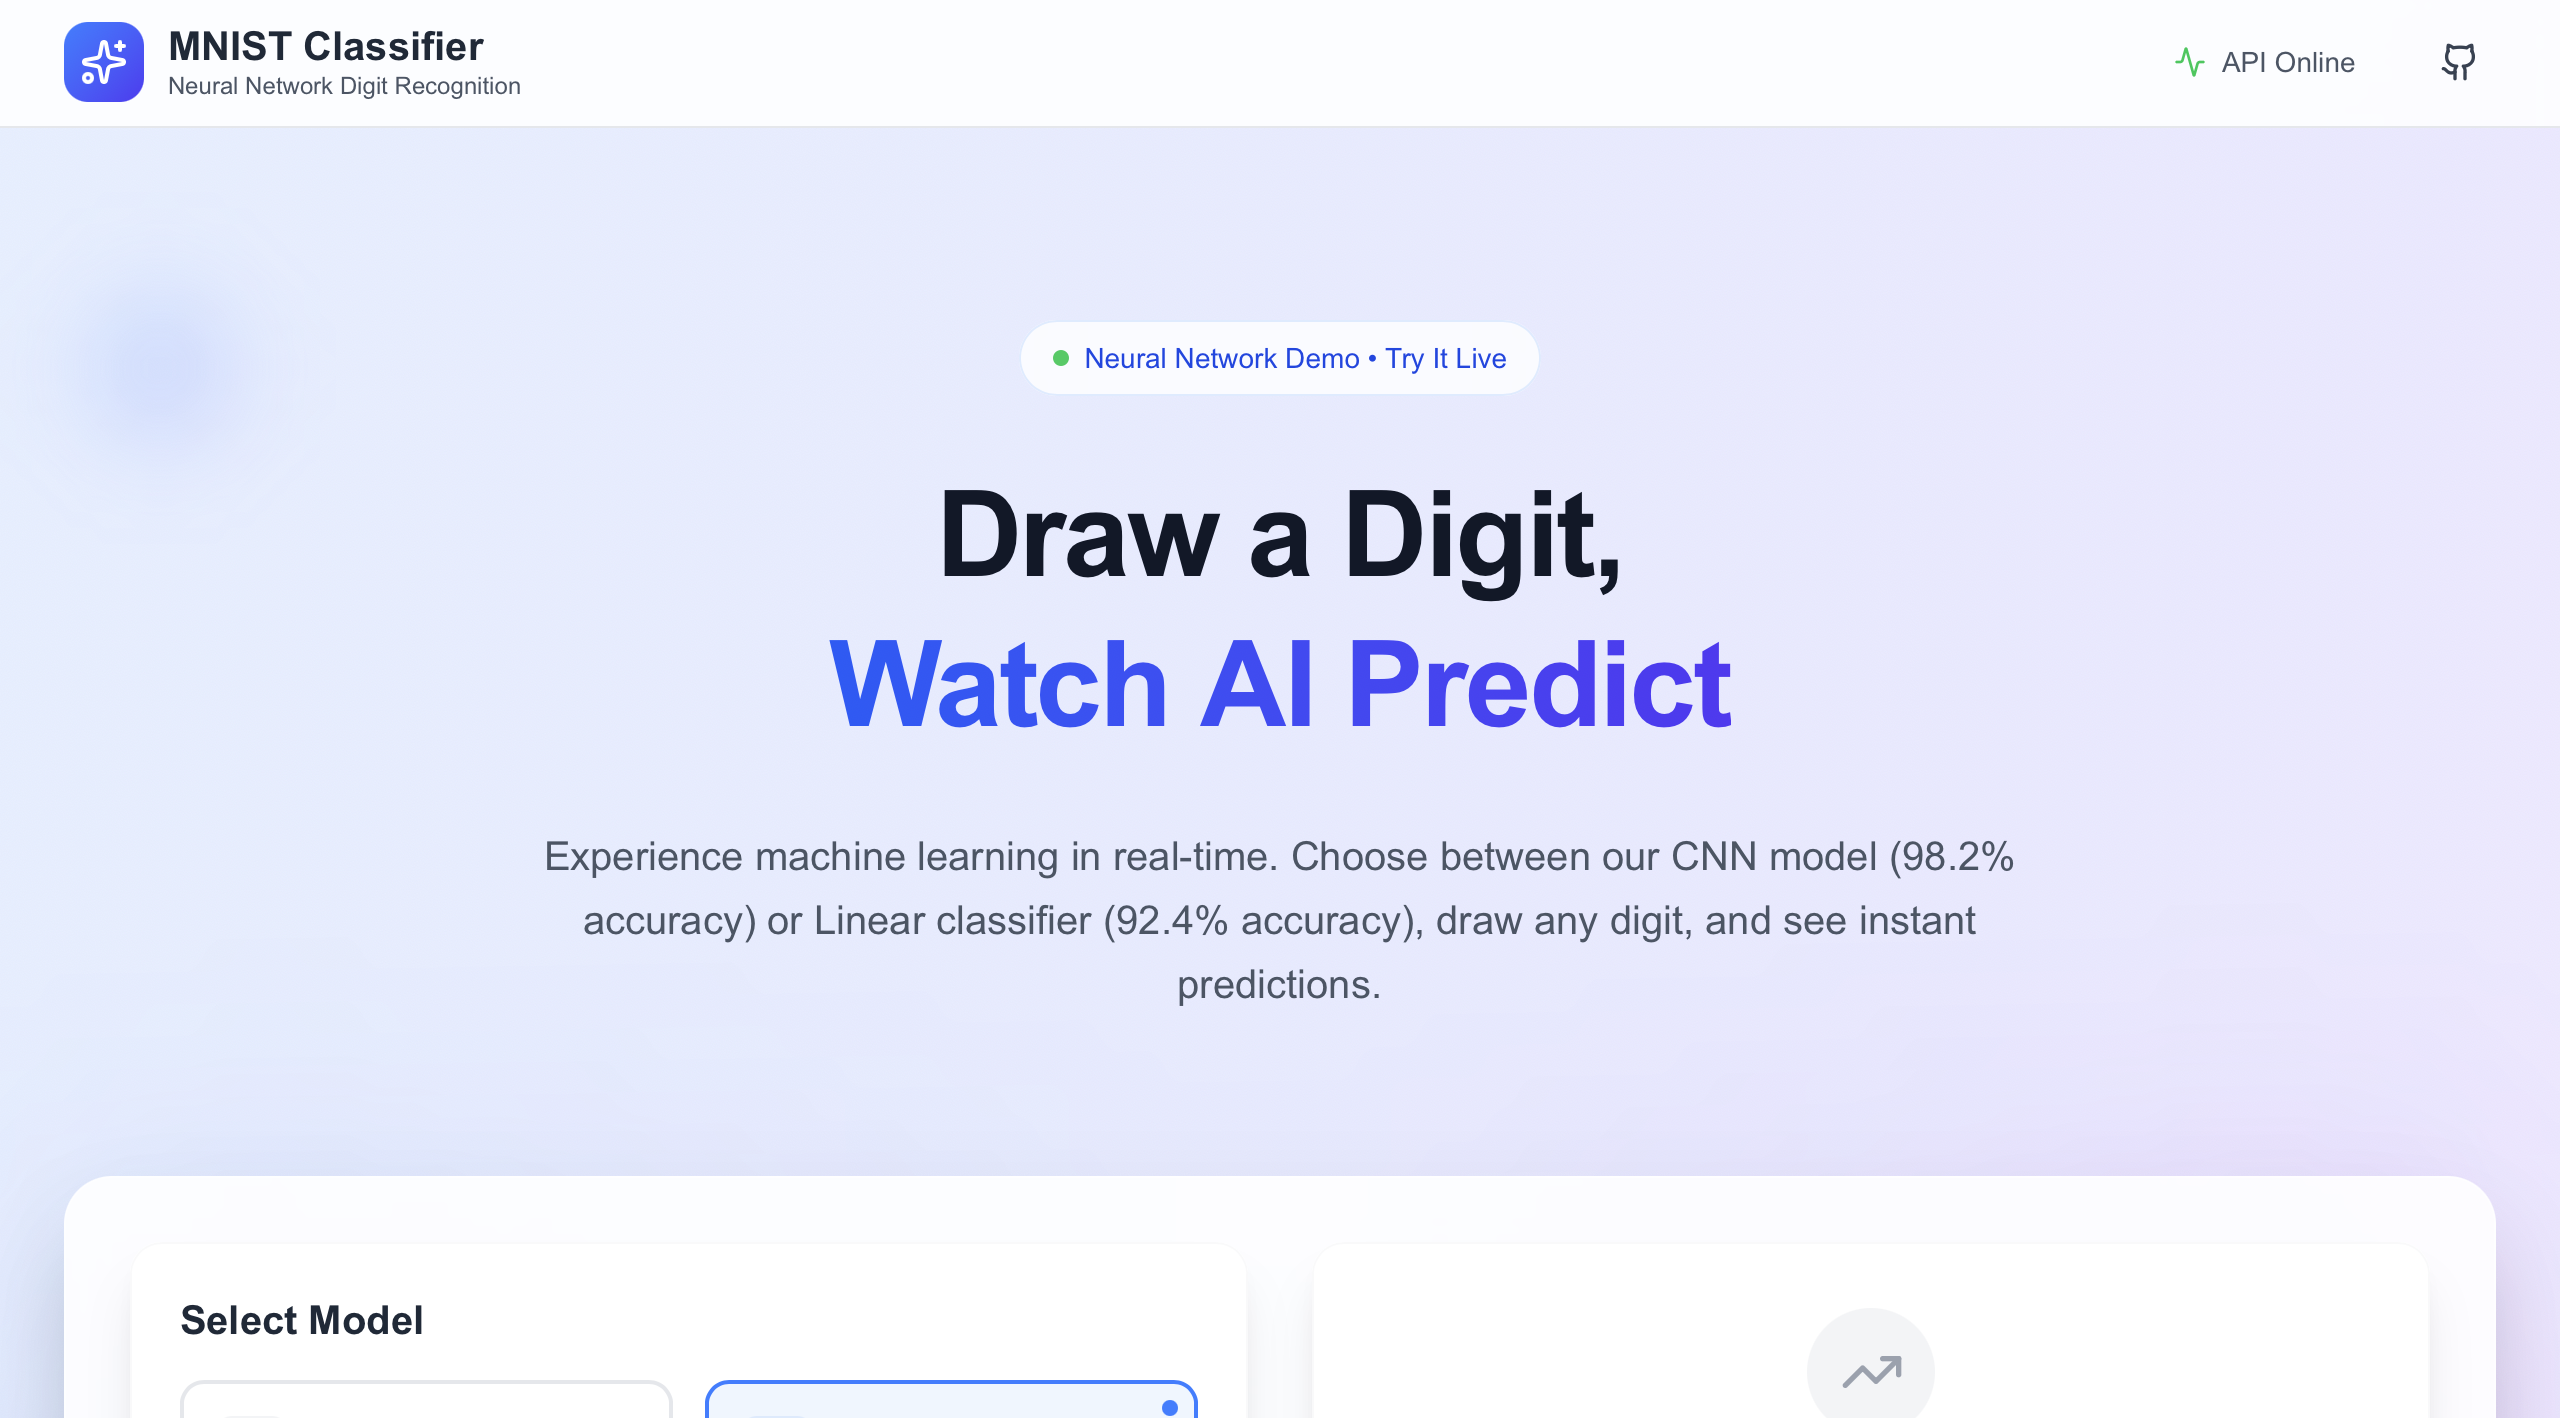 MNIST Classifier
Neural Network Digit Recognition
API Online
Neural Network Demo • Try It Live
Draw a Digit,
Watch AI Predict
Experience machine learning in real-time. Choose between our CNN model (98.2%
accuracy) or Linear classifier (92.4% accuracy), draw any digit, and see instant
predictions.
Select Model